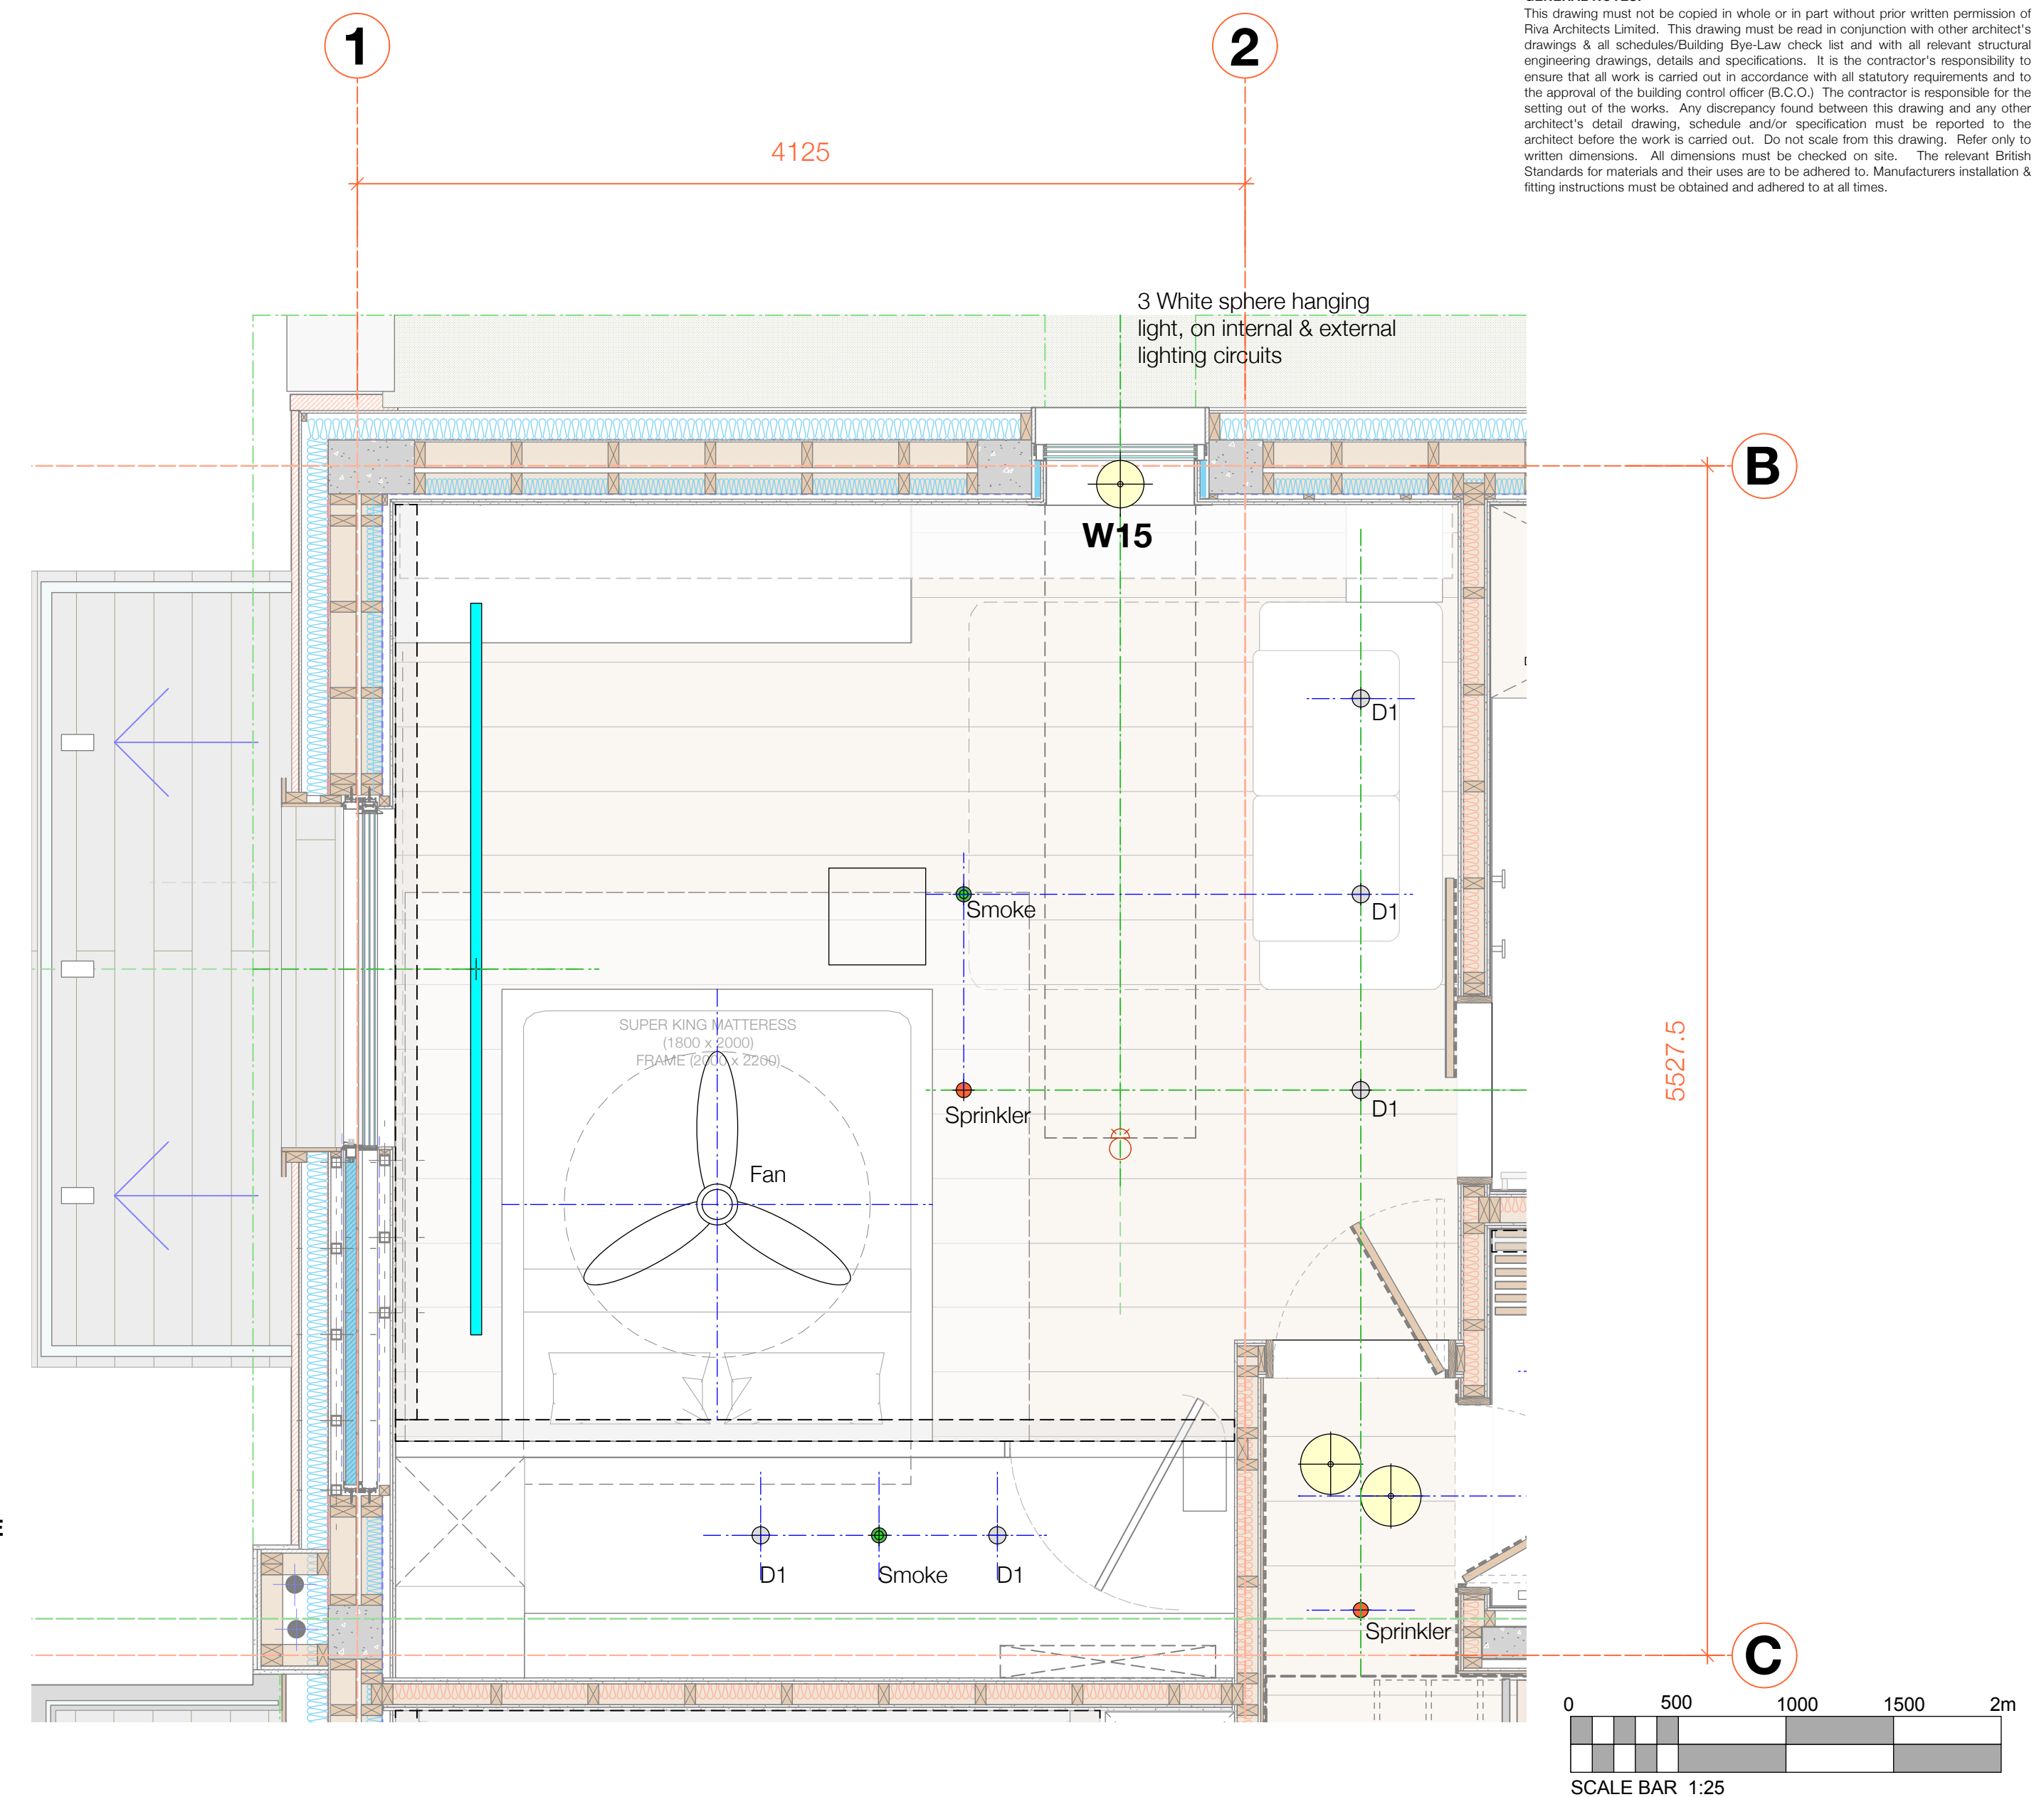 This drawing must not be copied in whole or in part without prior written permission of
Riva Architects Limited. This drawing must be read in conjunction with other architect's
drawings & all schedules/Building Bye-Law check list and with all relevant structural
engineering drawings, details and specifications. It is the contractor's responsibility to
ensure that all work is carried out in accordance with all statutory requirements and to
the approval of the building control officer (B.C.O.) The contractor is responsible for the
setting out of the works. Any discrepancy found between this drawing and any other
architect's detail drawing, schedule and/or specification must be reported to the
architect before the work is carried out. Do not scale from this drawing. Refer only to
written dimensions. All dimensions must be checked on site. The relevant British
Standards for materials and their uses are to be adhered to. Manufacturers installation &
fitting instructions must be obtained and adhered to at all times.
1
2
4125
3 White sphere hanging
light, on internal & external
lighting circuits
B
W15
D1
Smoke
D1
SUPER KING MATTERESS
(1800 x 2000)
FRAME (2000 x 2200)
5527.5
Sprinkler
D1
Fan
D1
Smoke
D1
Sprinkler
C
0 500 1000 1500 2m
SCALE BAR 1:25